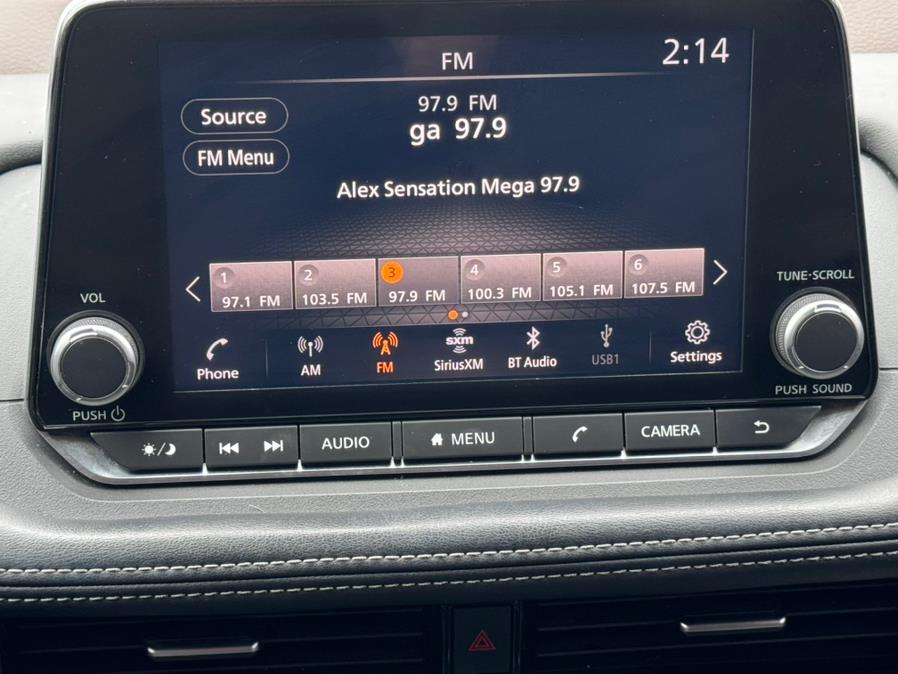 FM 2:14
Source 97.9 FM
ga 97.9
FM Menu
Alex Sensation Mega 97.9
1 2 3 4 5 6
97.1 FM 103.5 FM 97.9 FM 100.3 FM 105.1 FM 107.5 FM
VOL
TUNE·SCROLL
Phone AM FM sxm SiriusXM BT Audio USB1 Settings
PUSH
PUSH SOUND
AUDIO MENU CAMERA